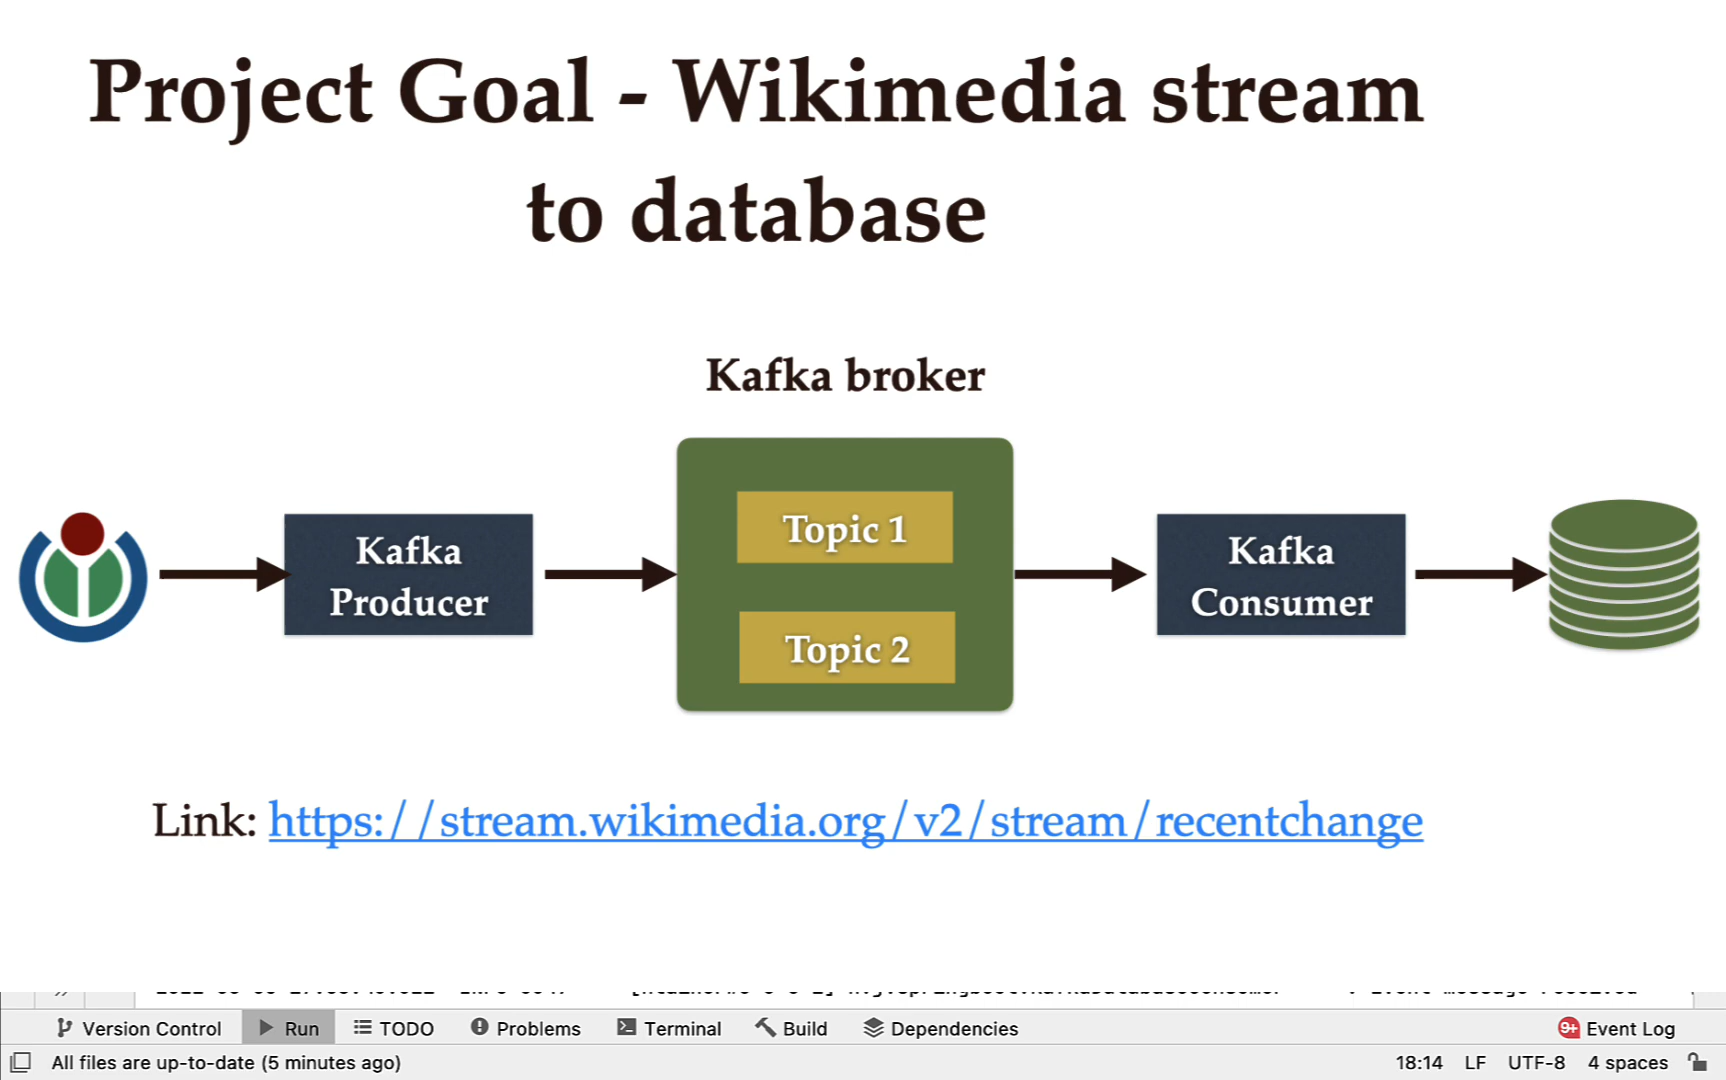 Project Goal - Wikimedia stream
to database
Kafka broker
Kafka
Producer
Topic 1
Topic 2
Kafka
Consumer
Link: https://stream.wikimedia.org/v2/stream/recentchange
Version Control Run TODO Problems Terminal Build Dependencies 9+ Event Log
All files are up-to-date (5 minutes ago) 18:14 LF UTF-8 4 spaces